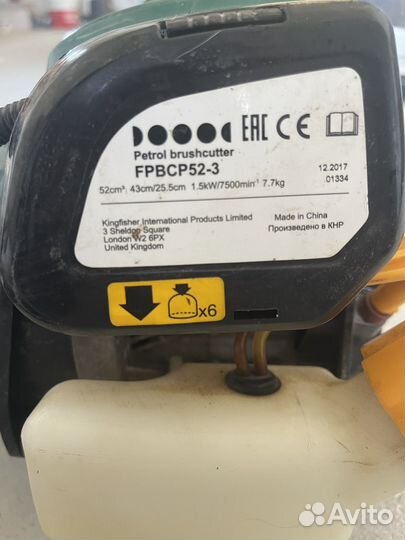 EAC CE
Petrol brushcutter
FPBCP52-3
52cm³ 43cm/25.5cm 1.5kW/7500min⁻¹ 7.7kg
12.2017
01334
Kingfisher International Products Limited
3 Sheldon Square
London W2 6PX
United Kingdom
Made in China
Произведено в КНР
x6
Avito